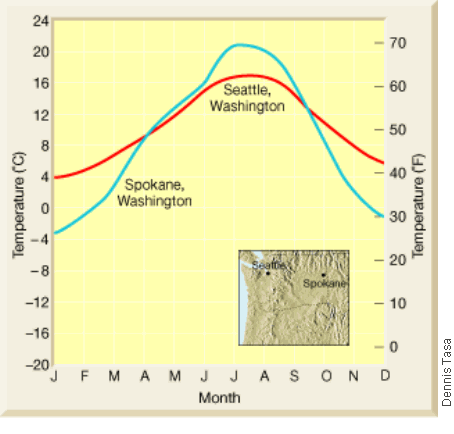 24
20
16
12
8
4
0
−4
−8
−12
−16
−20
Temperature (°C)
Seattle,
Washington
Spokane,
Washington
Seattle
Spokane
70
60
50
40
30
20
10
0
Temperature (°F)
J F M A M J J A S O N D
Month
Dennis Tasa